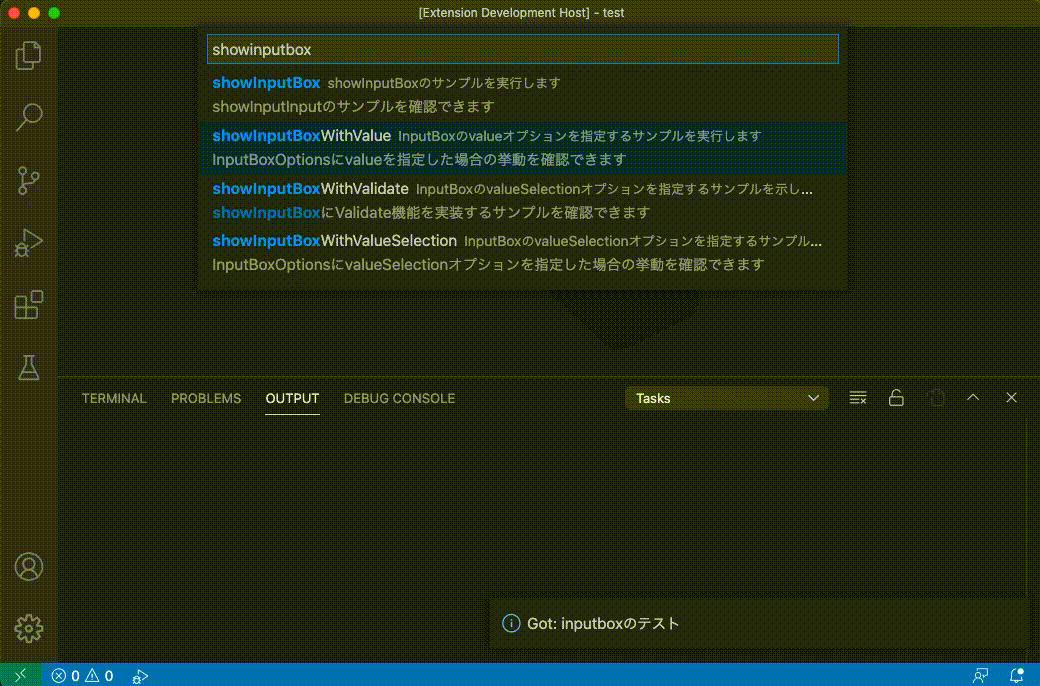 [Extension Development Host] - test
showinputbox
showInputBox showInputBoxのサンプルを実行します
showInputInputのサンプルを確認できます
showInputBoxWithValue InputBoxのvalueオプションを指定するサンプルを実行します
InputBoxOptionsにvalueを指定した場合の挙動を確認できます
showInputBoxWithValidate InputBoxのvalueSelectionオプションを指定するサンプルを示し...
showInputBoxにValidate機能を実装するサンプルを確認できます
showInputBoxWithValueSelection InputBoxのvalueSelectionオプションを指定するサンプル...
InputBoxOptionsにvalueSelectionオプションを指定した場合の挙動を確認できます
TERMINAL PROBLEMS OUTPUT DEBUG CONSOLE Tasks
Got: inputboxのテスト
0 0